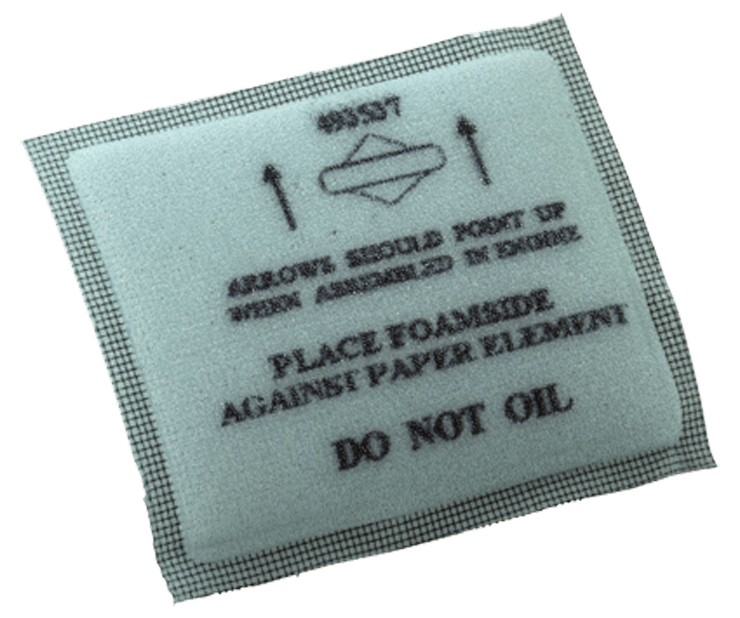 493537
ARROWS SHOULD POINT UP
WHEN ASSEMBLED IN ENGINE
PLACE FOAMSIDE
AGAINST PAPER ELEMENT
DO NOT OIL